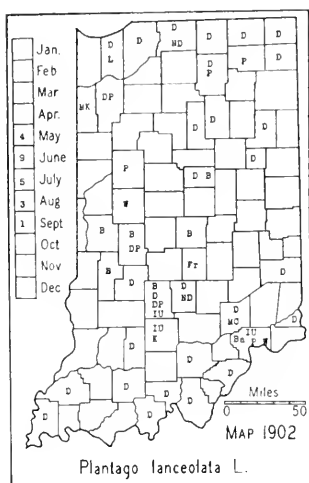 Jan.
Feb
Mar
Apr.
4 May
9 June
5 July
3 Aug
1 Sept
Oct
Nov
Dec
D D D D D D
D ND
L
D P D
P
MK DP
D D D
D
P D B
W
B B
B
DP
Fr
B D D
B D
D ND
DP
IU
D
MC
D
IU
IU
K
Ba P W
D
D
D
D D D
D
D D D
Miles
0 50
MAP 1902
Plantago lanceolata L.